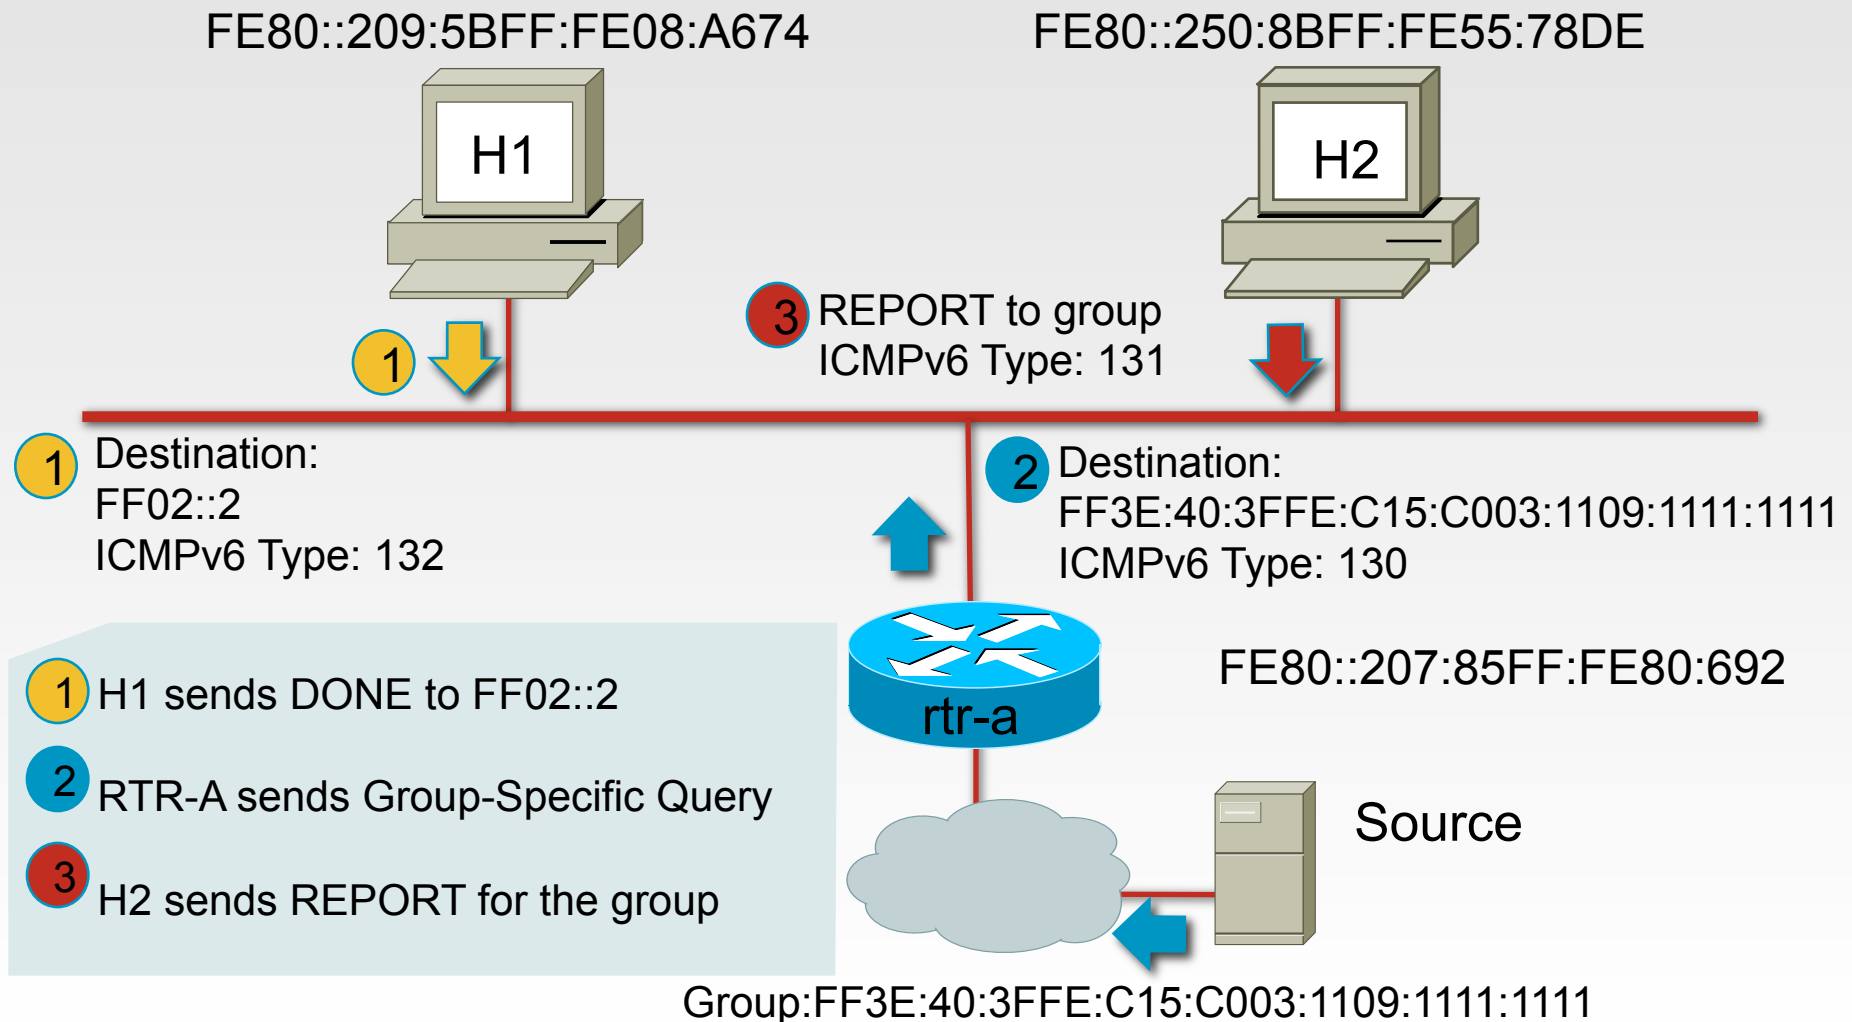 FE80::209:5BFF:FE08:A674
FE80::250:8BFF:FE55:78DE
H1
H2
3 REPORT to group
ICMPv6 Type: 131
1
1 Destination:
FF02::2
ICMPv6 Type: 132
2 Destination:
FF3E:40:3FFE:C15:C003:1109:1111:1111
ICMPv6 Type: 130
1 H1 sends DONE to FF02::2
2 RTR-A sends Group-Specific Query
3 H2 sends REPORT for the group
rtr-a
FE80::207:85FF:FE80:692
Source
Group:FF3E:40:3FFE:C15:C003:1109:1111:1111